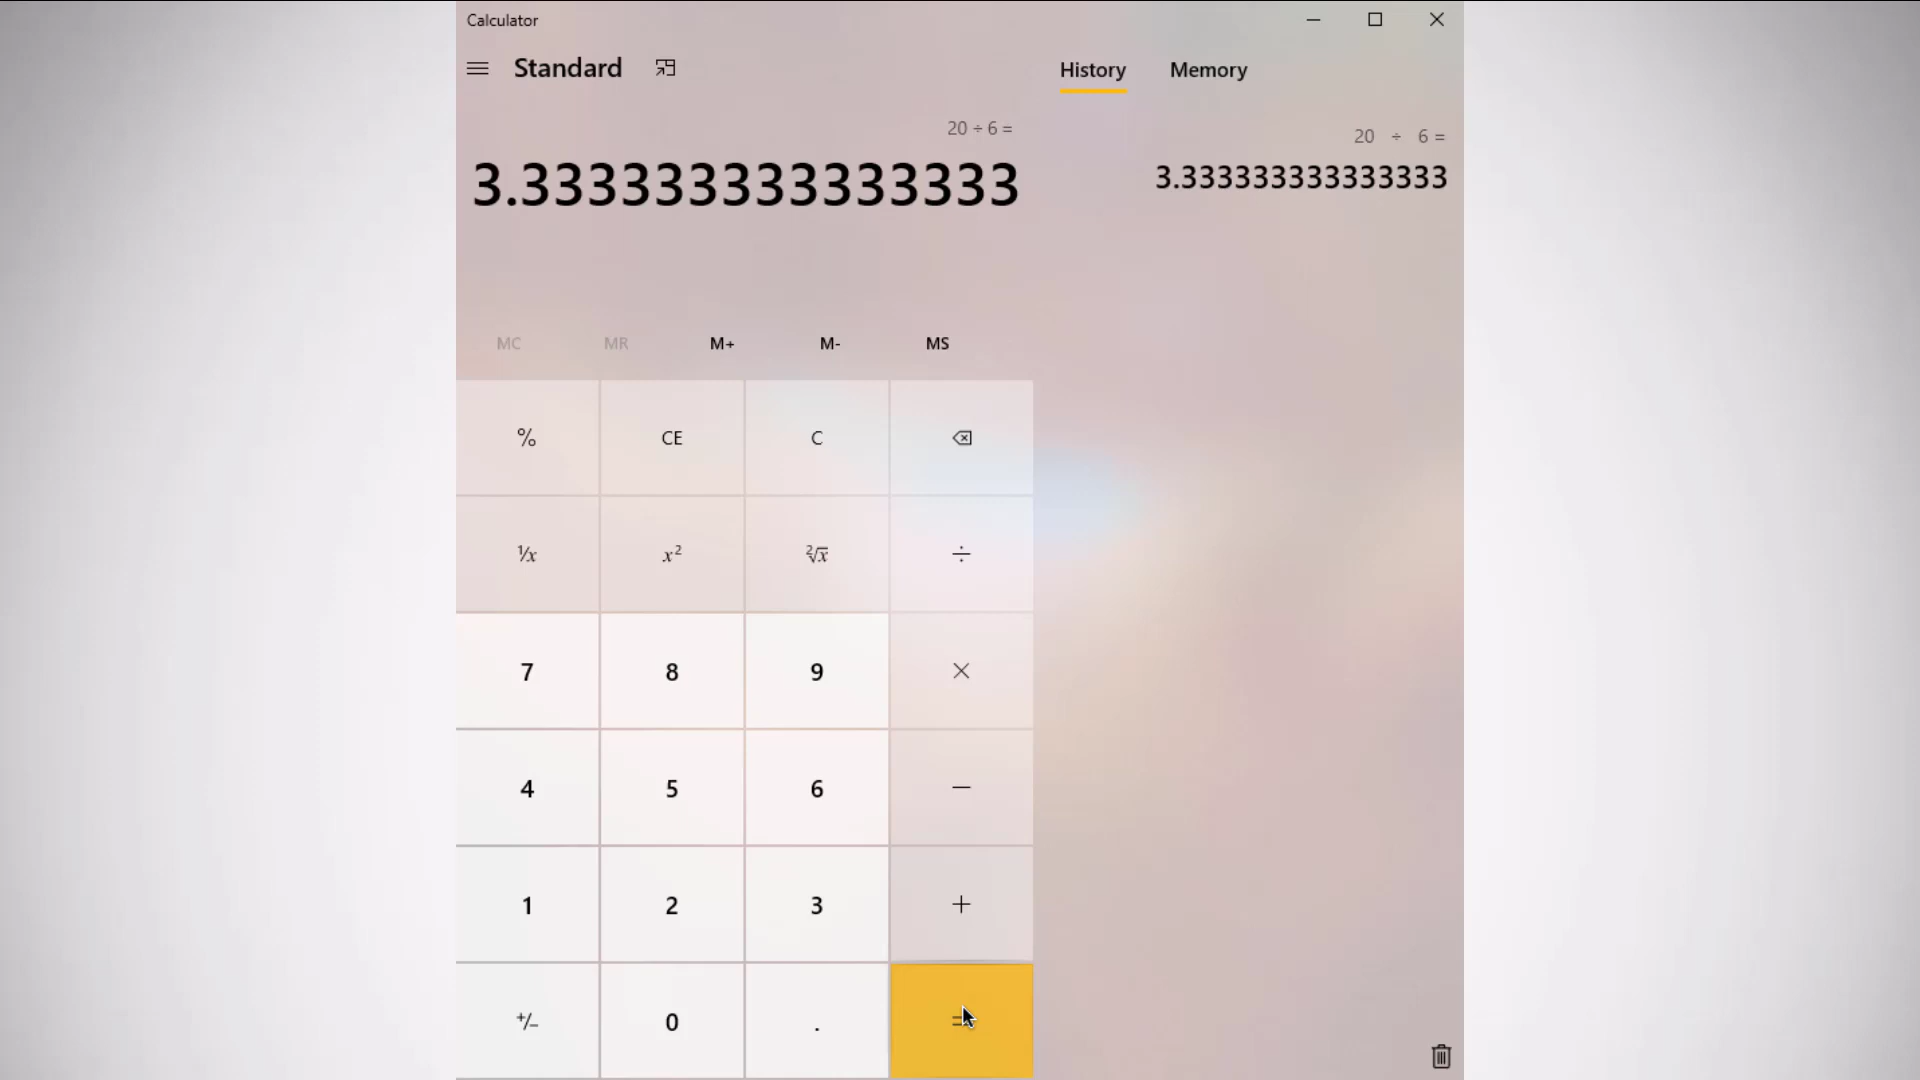 Calculator
Standard
History Memory
20 ÷ 6 =
3.333333333333333
20 ÷ 6 =
3.333333333333333
MC MR M+ M- MS
% CE C
¹⁄x x² ²√x ÷
7 8 9 ×
4 5 6 −
1 2 3 +
+/− 0 . =